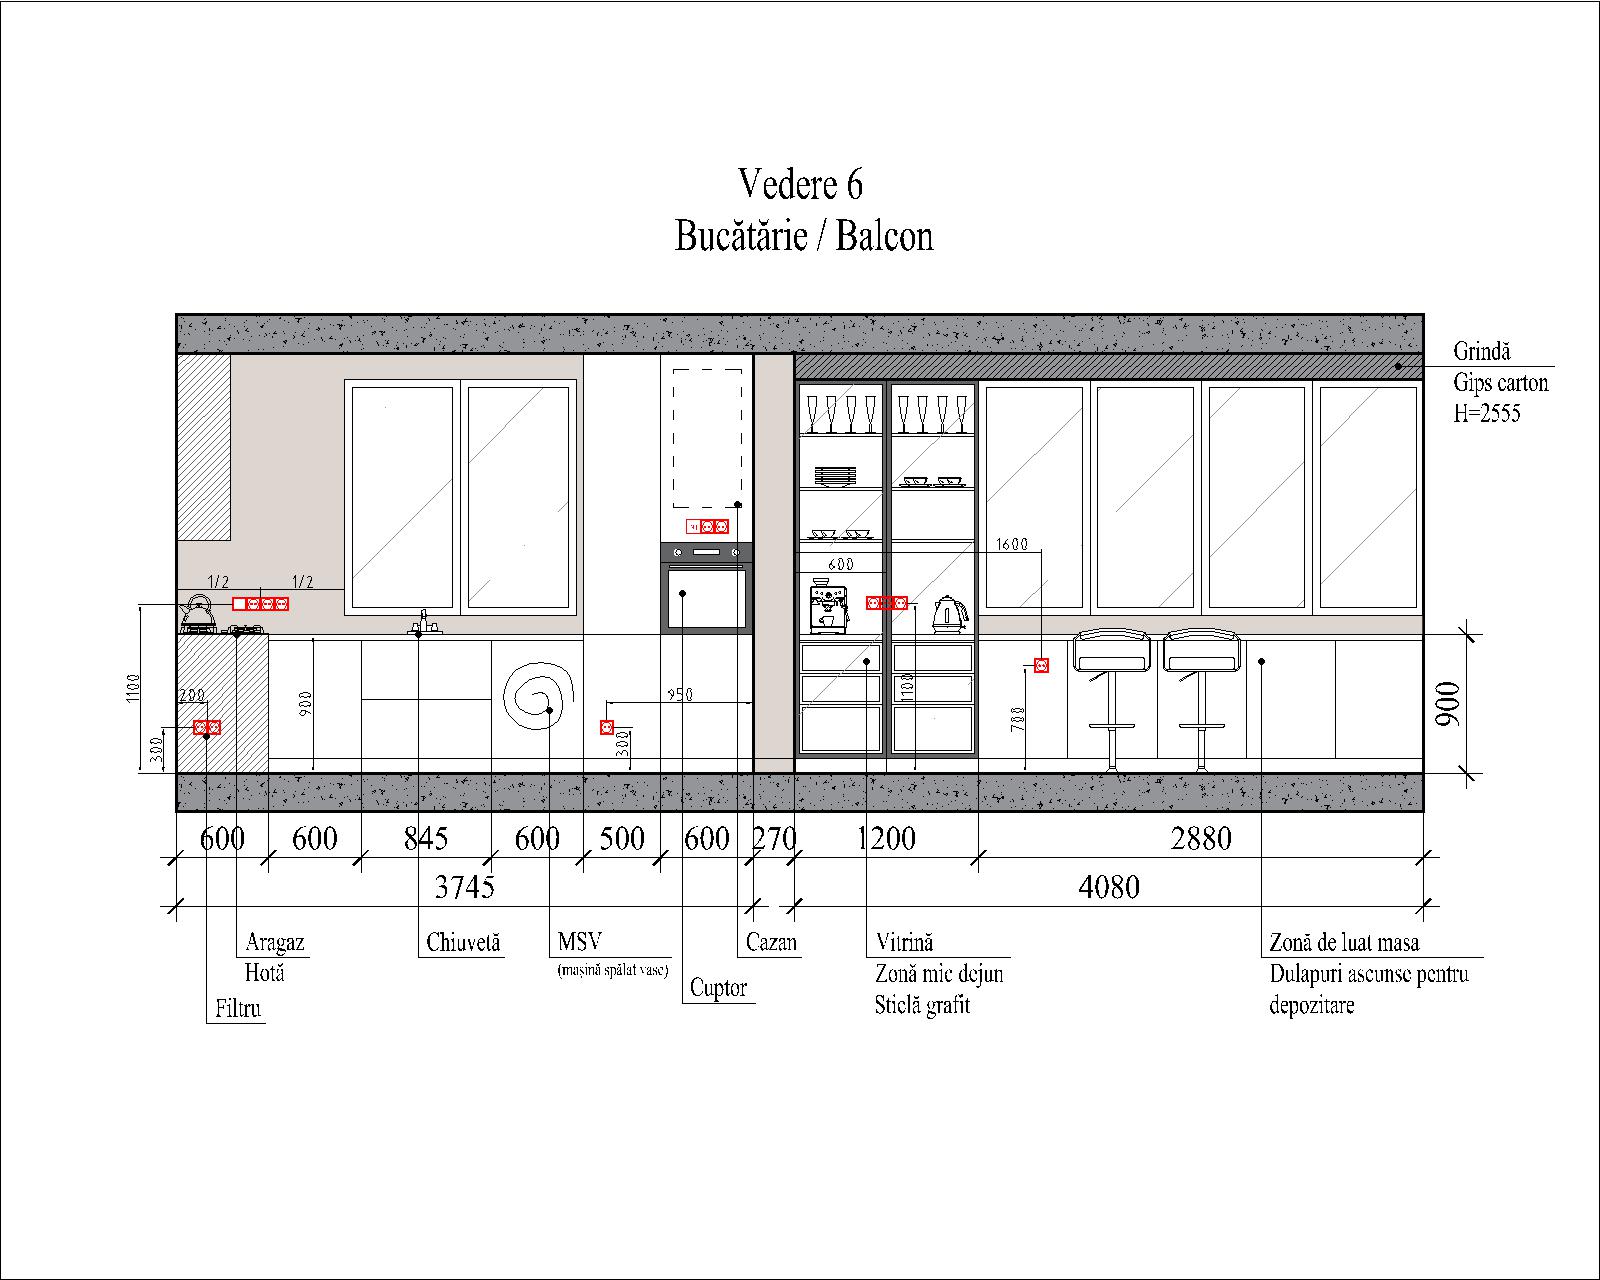 Vedere 6
Bucătărie / Balcon
Grindă
Gips carton
H=2555
1600
600
1/2 1/2
1100
200
300
900
950
300
1100
700
900
600 600 845 600 500 600 270 1200 2880
3745 4080
Aragaz
Hotă
Filtru
Chiuvetă
MSV
(mașină spălat vase)
Cuptor
Cazan
Vitrină
Zonă mic dejun
Sticlă grafit
Zonă de luat masa
Dulapuri ascunse pentru
depozitare